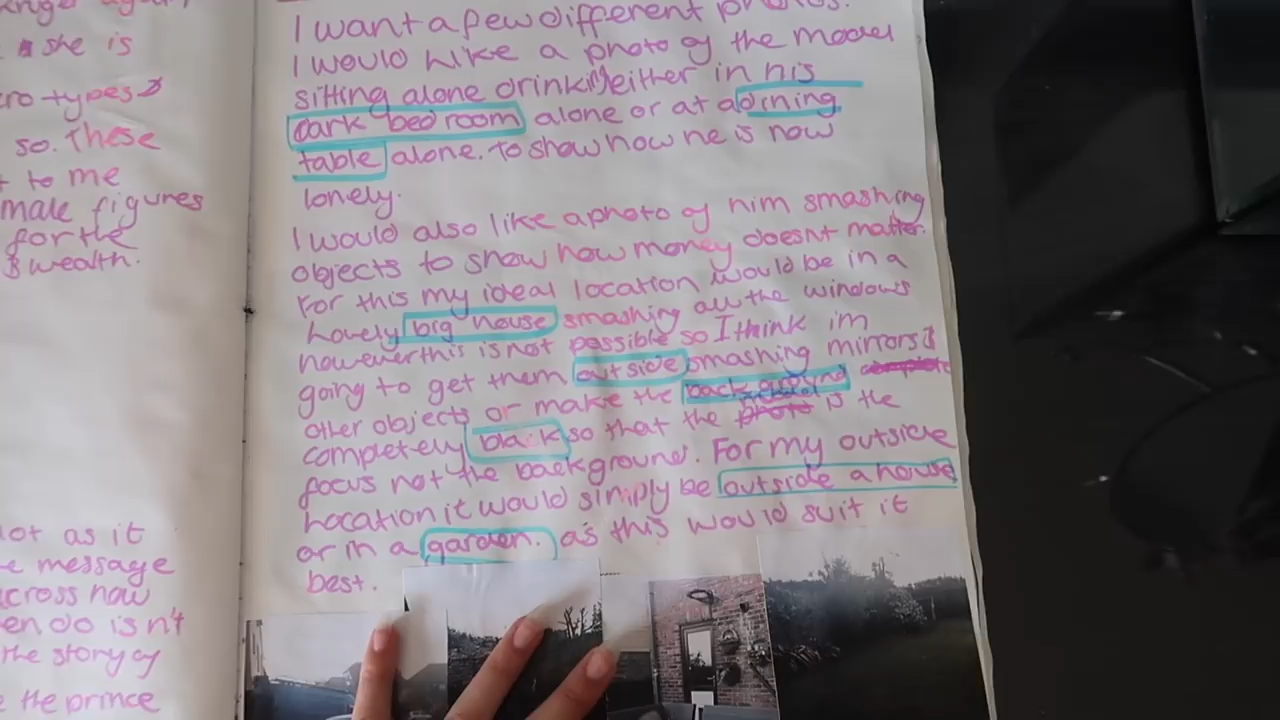 she is
types
so. These
to me
male figures
for the
& wealth.
not as it
message
across how
do isn't
the story of
the prince
I want a few different photos.
I would like a photo of the model
sitting alone drinking either in his
dark bedroom alone or at a dining
table alone. to show how he is now
lonely.
I would also like a photo of him smashing
objects to show how money doesnt matter.
For this my ideal location would be in a
lovely big house smashing all the windows
however this is not possible so I think im
going to get them outside smashing mirrors &
other objects or make the background
completely black so that the is the
focus not the background. For my outside
location it would simply be outside a house
or in a garden. as this would suit it
best.